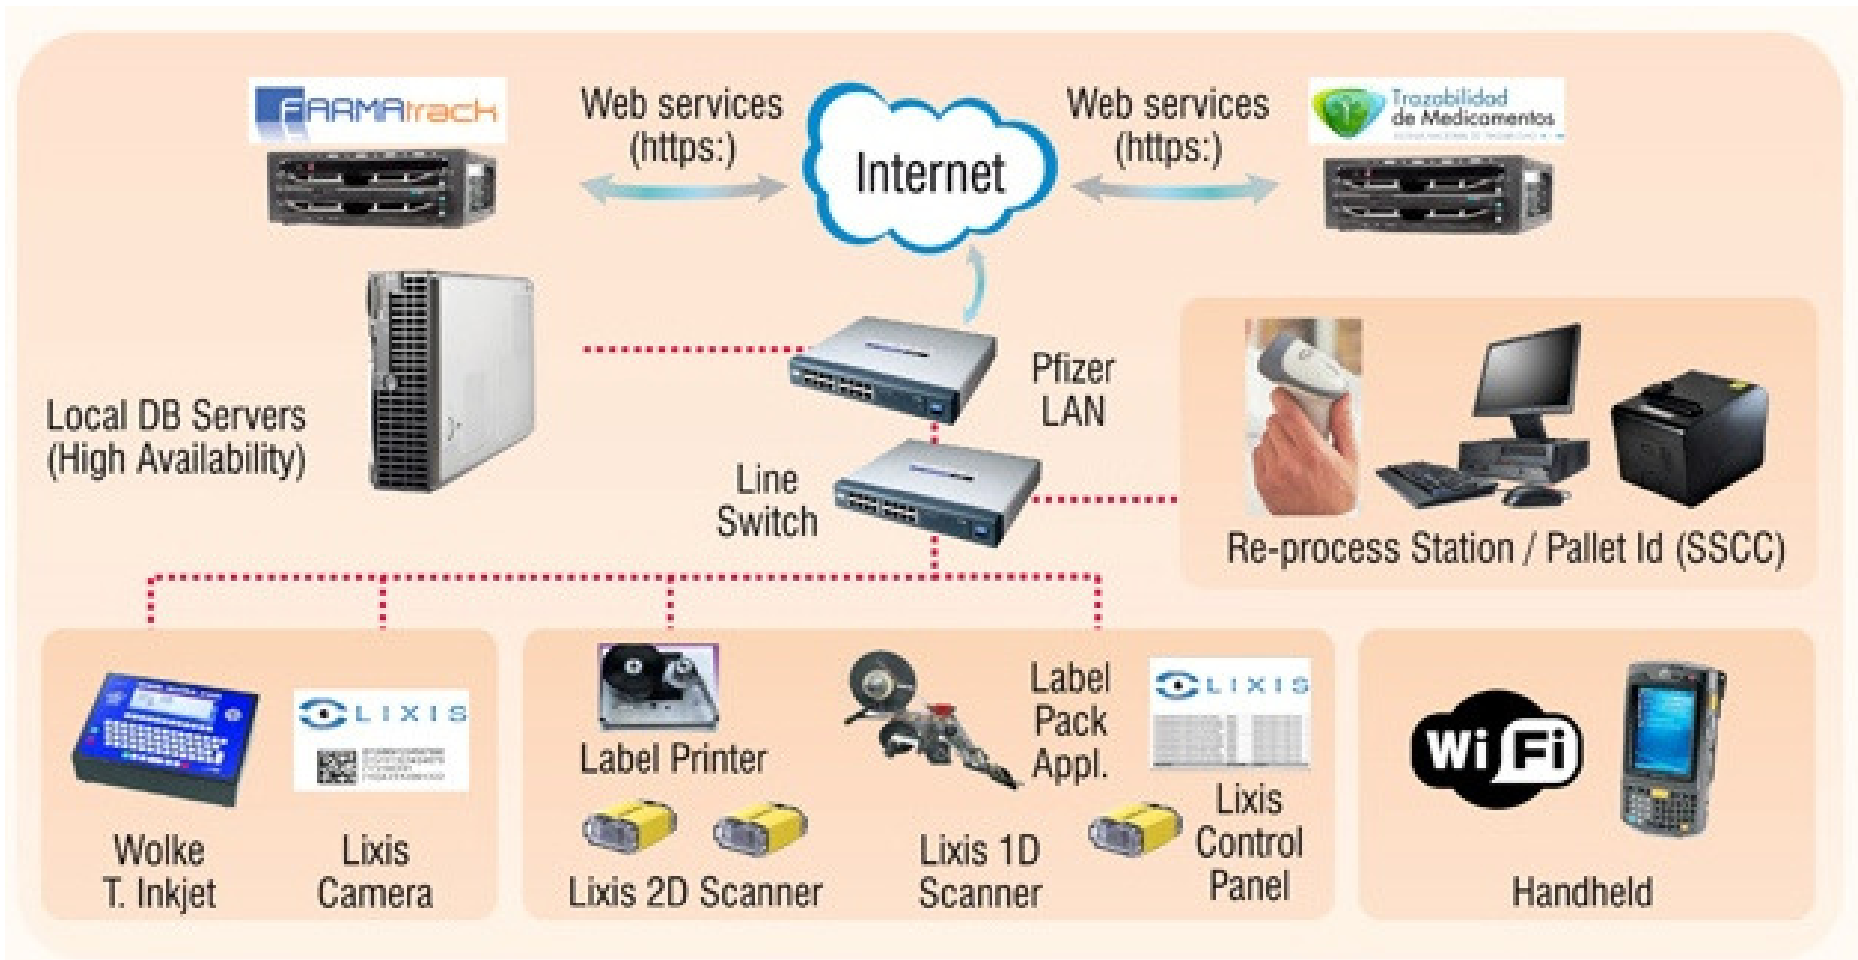 FARMAtrack
Web services
(https:)
Internet
Web services
(https:)
Trazabilidad
de Medicamentos
Local DB Servers
(High Availability)
Pfizer
LAN
Line
Switch
Re-process Station / Pallet Id (SSCC)
LIXIS
Wolke
T. Inkjet
Lixis
Camera
Label Printer
Lixis 2D Scanner
Label
Pack
Appl.
Lixis 1D
Scanner
LIXIS
Lixis
Control
Panel
Wi Fi
Handheld